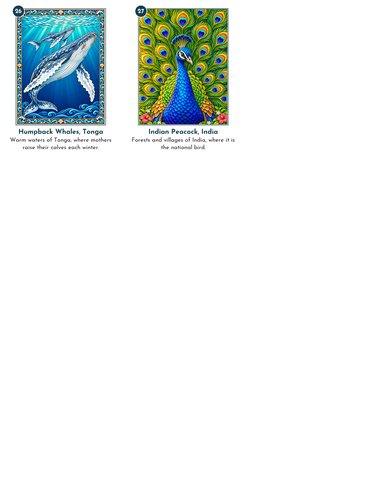 26
Humpback Whales, Tonga
Warm waters of Tonga, where mothers
raise their calves each winter.
27
Indian Peacock, India
Forests and villages of India, where it is
the national bird.